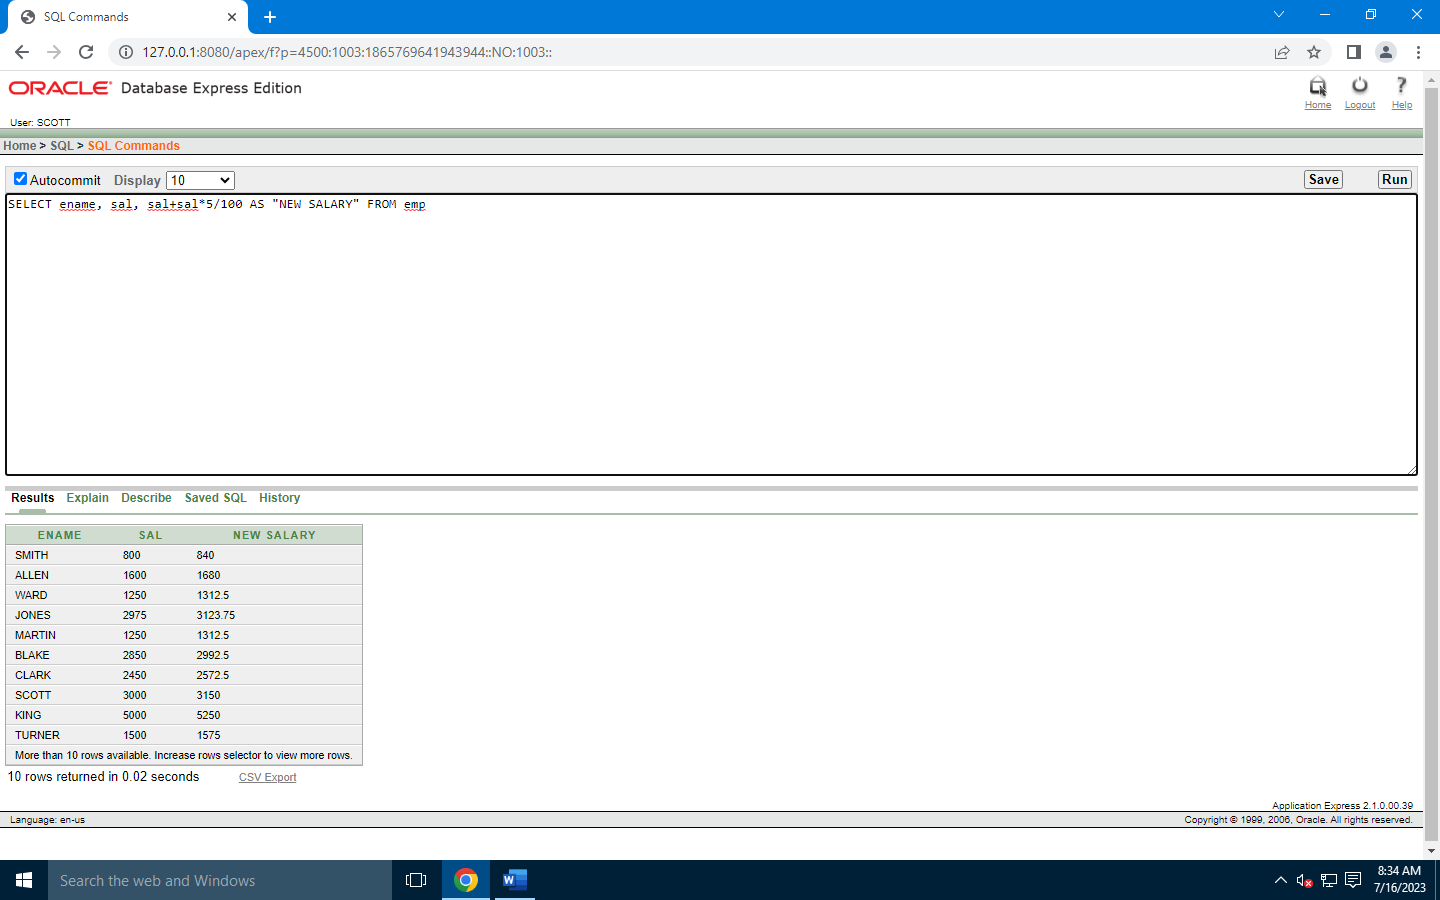 SQL Commands
127.0.0.1:8080/apex/f?p=4500:1003:1865769641943944::NO:1003::
ORACLE Database Express Edition
Home Logout Help
User: SCOTT
Home > SQL > SQL Commands
Autocommit Display 10 Save Run
SELECT ename, sal, sal+sal*5/100 AS "NEW SALARY" FROM emp
Results Explain Describe Saved SQL History
ENAME SAL NEW SALARY
SMITH 800 840
ALLEN 1600 1680
WARD 1250 1312.5
JONES 2975 3123.75
MARTIN 1250 1312.5
BLAKE 2850 2992.5
CLARK 2450 2572.5
SCOTT 3000 3150
KING 5000 5250
TURNER 1500 1575
More than 10 rows available. Increase rows selector to view more rows.
10 rows returned in 0.02 seconds CSV Export
Application Express 2.1.0.00.39
Language: en-us Copyright © 1999, 2006, Oracle. All rights reserved.
Search the web and Windows
W
8:34 AM
7/16/2023